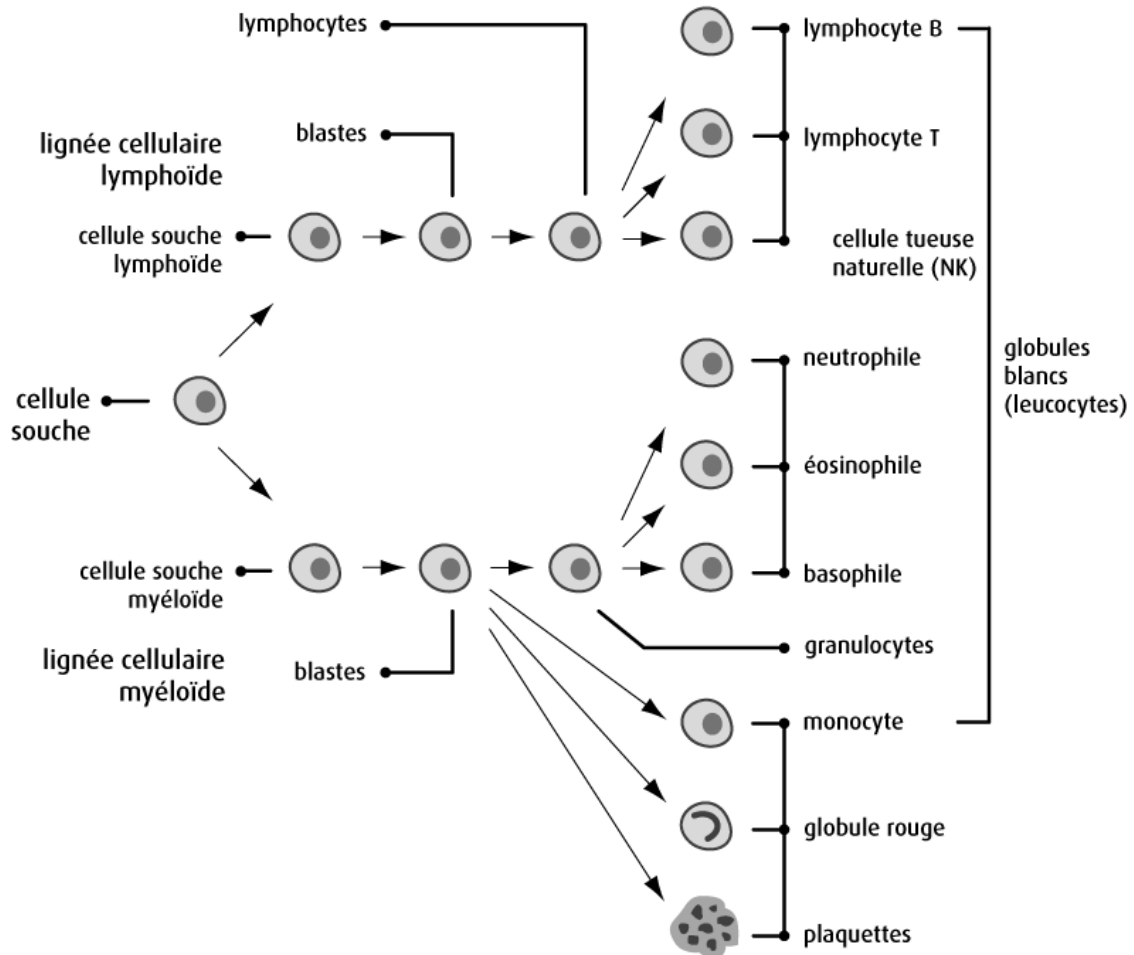 lymphocytes
lymphocyte B
blastes
lymphocyte T
lignée cellulaire
lymphoïde
cellule souche
lymphoïde
cellule tueuse
naturelle (NK)
neutrophile
globules
blancs
(leucocytes)
cellule
souche
éosinophile
cellule souche
myéloïde
basophile
granulocytes
lignée cellulaire
myéloïde
blastes
monocyte
globule rouge
plaquettes